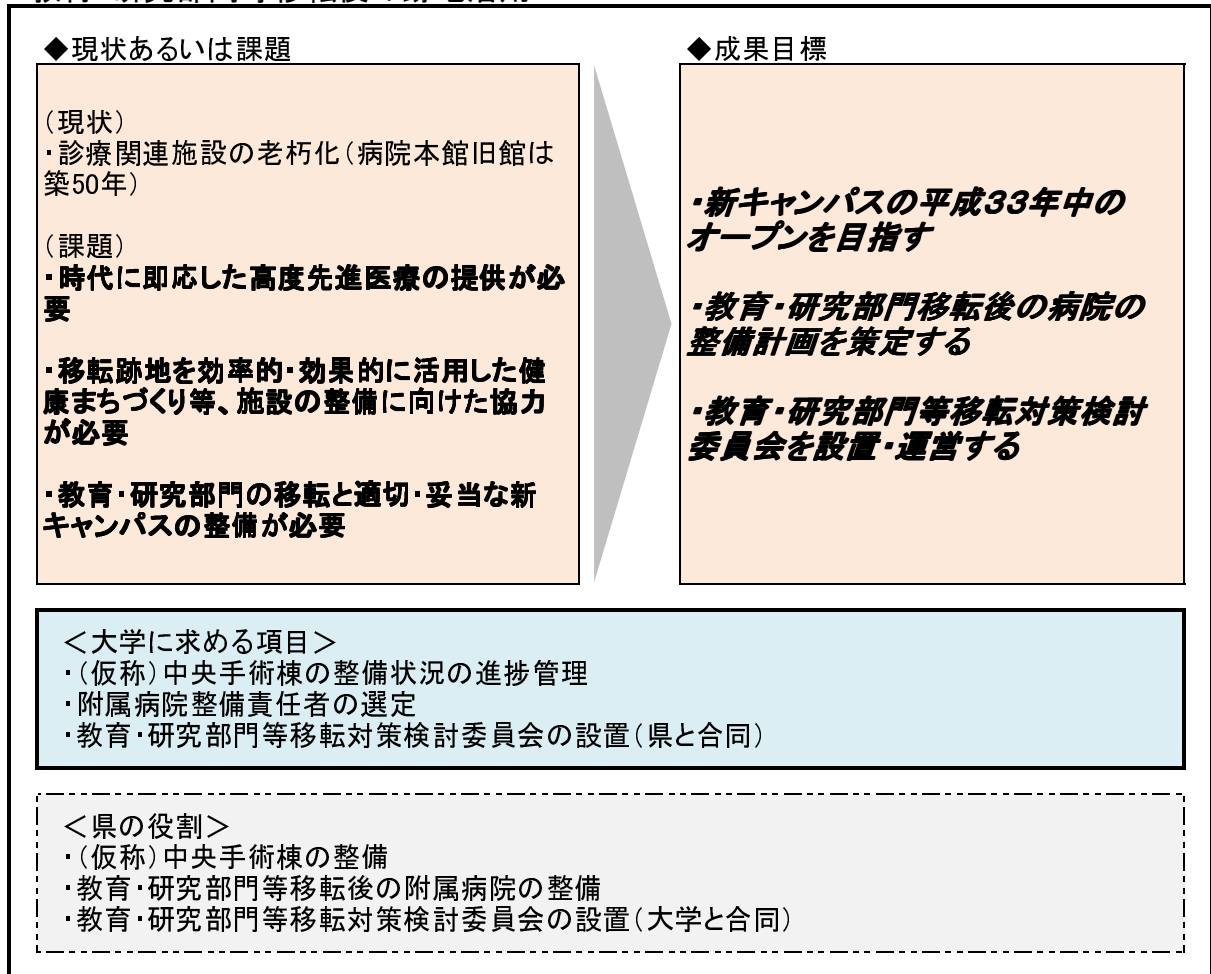 ◆現状あるいは課題
(現状)
・診療関連施設の老朽化(病院本館旧館は
築50年)
(課題)
・時代に即応した高度先進医療の提供が必
要
・移転跡地を効率的・効果的に活用した健
康まちづくり等、施設の整備に向けた協力
が必要
・教育・研究部門の移転と適切・妥当な新
キャンパスの整備が必要
◆成果目標
・新キャンパスの平成33年中の
オープンを目指す
・教育・研究部門移転後の病院の
整備計画を策定する
・教育・研究部門等移転対策検討
委員会を設置・運営する
<大学に求める項目>
・(仮称)中央手術棟の整備状況の進捗管理
・附属病院整備責任者の選定
・教育・研究部門等移転対策検討委員会の設置(県と合同)
<県の役割>
・(仮称)中央手術棟の整備
・教育・研究部門等移転後の附属病院の整備
・教育・研究部門等移転対策検討委員会の設置(大学と合同)